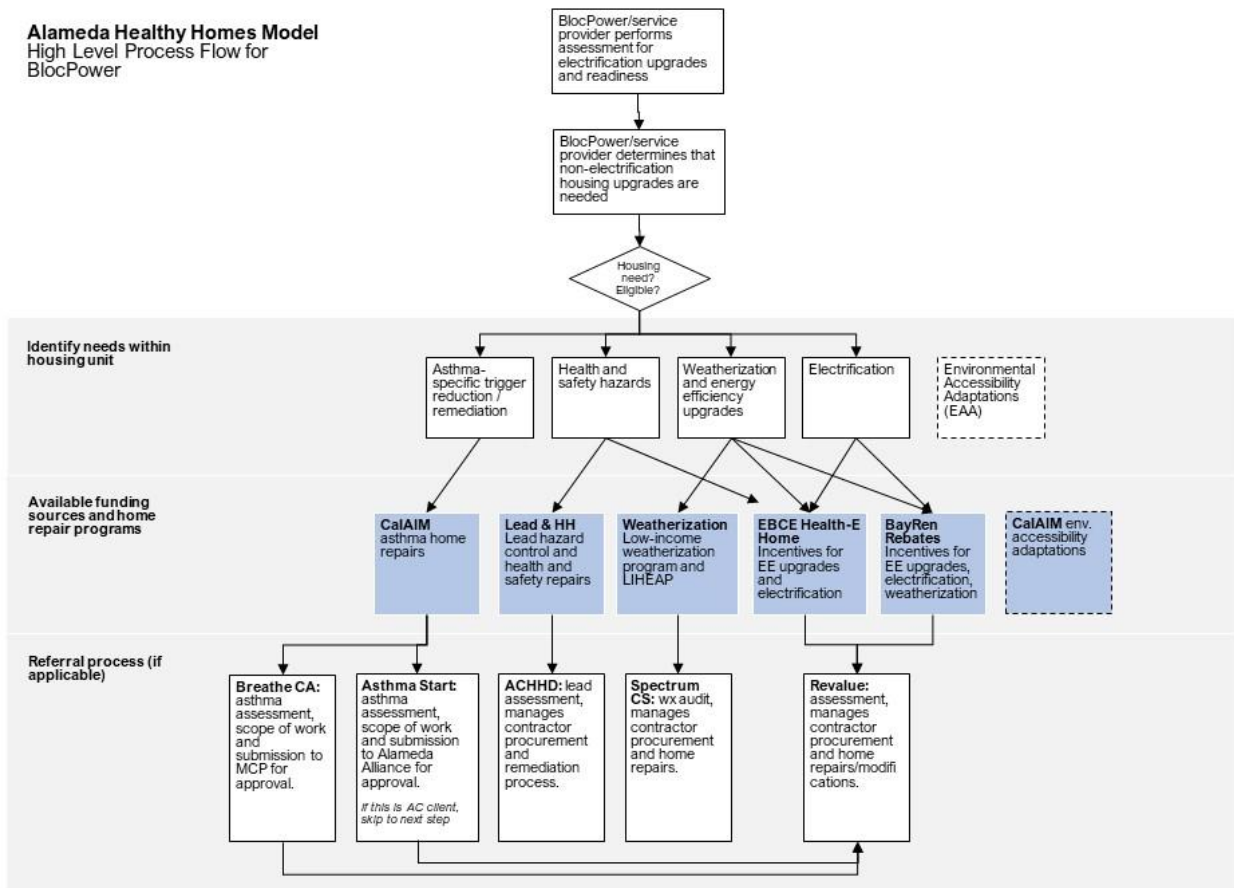 Alameda Healthy Homes Model
High Level Process Flow for
BlocPower
BlocPower/service
provider performs
assessment for
electrification upgrades
and readiness
BlocPower/service
provider determines that
non-electrification
housing upgrades are
needed
Housing
need?
Eligible?
Identify needs within
housing unit
Asthma-
specific trigger
reduction /
remediation
Health and
safety hazards
Weatherization
and energy
efficiency
upgrades
Electrification
Environmental
Accessibility
Adaptations
(EAA)
Available funding
sources and home
repair programs
CalAIM
asthma home
repairs
Lead & HH
Lead hazard
control and
health and
safety repairs
Weatherization
Low-income
weatherization
program and
LIHEAP
EBCE Health-E
Home
Incentives for
EE upgrades
and
electrification
BayRen
Rebates
Incentives for
EE upgrades,
electrification,
weatherization
CalAIM env.
accessibility
adaptations
Referral process (if
applicable)
Breathe CA:
asthma
assessment,
scope of work
and
submission to
MCP for
approval.
Asthma Start:
asthma
assessment,
scope of work
and submission
to Alameda
Alliance for
approval.
If this is AC client,
skip to next step
ACHHD: lead
assessment,
manages
contractor
procurement
and
remediation
process.
Spectrum
CS: wx audit,
manages
contractor
procurement
and home
repairs.
Revalue:
assessment,
manages
contractor
procurement
and home
repairs/modifi
cations.